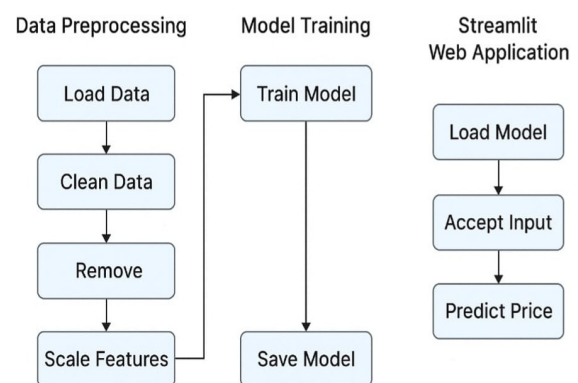 Data Preprocessing
Load Data
Clean Data
Remove
Scale Features
Model Training
Train Model
Save Model
Streamlit
Web Application
Load Model
Accept Input
Predict Price